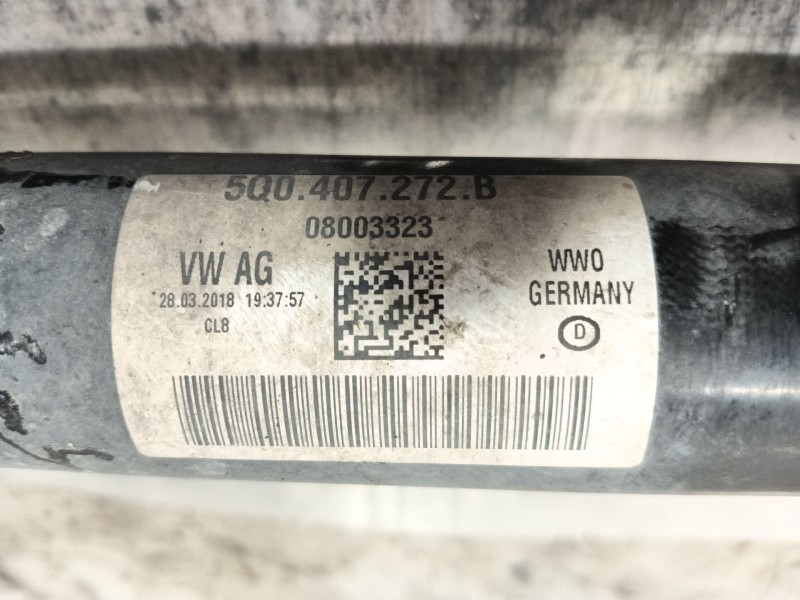 5Q0.407.272.B
08003323
VW AG
28.03.2018 19:37:57
CL8
WWO
GERMANY
D